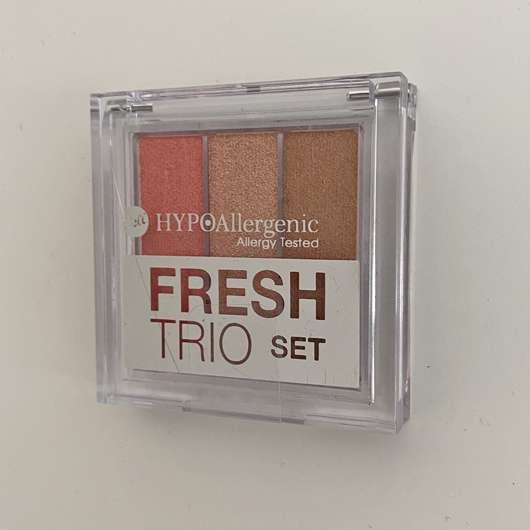 HYPOAllergenic
Allergy Tested
FRESH
TRIO SET